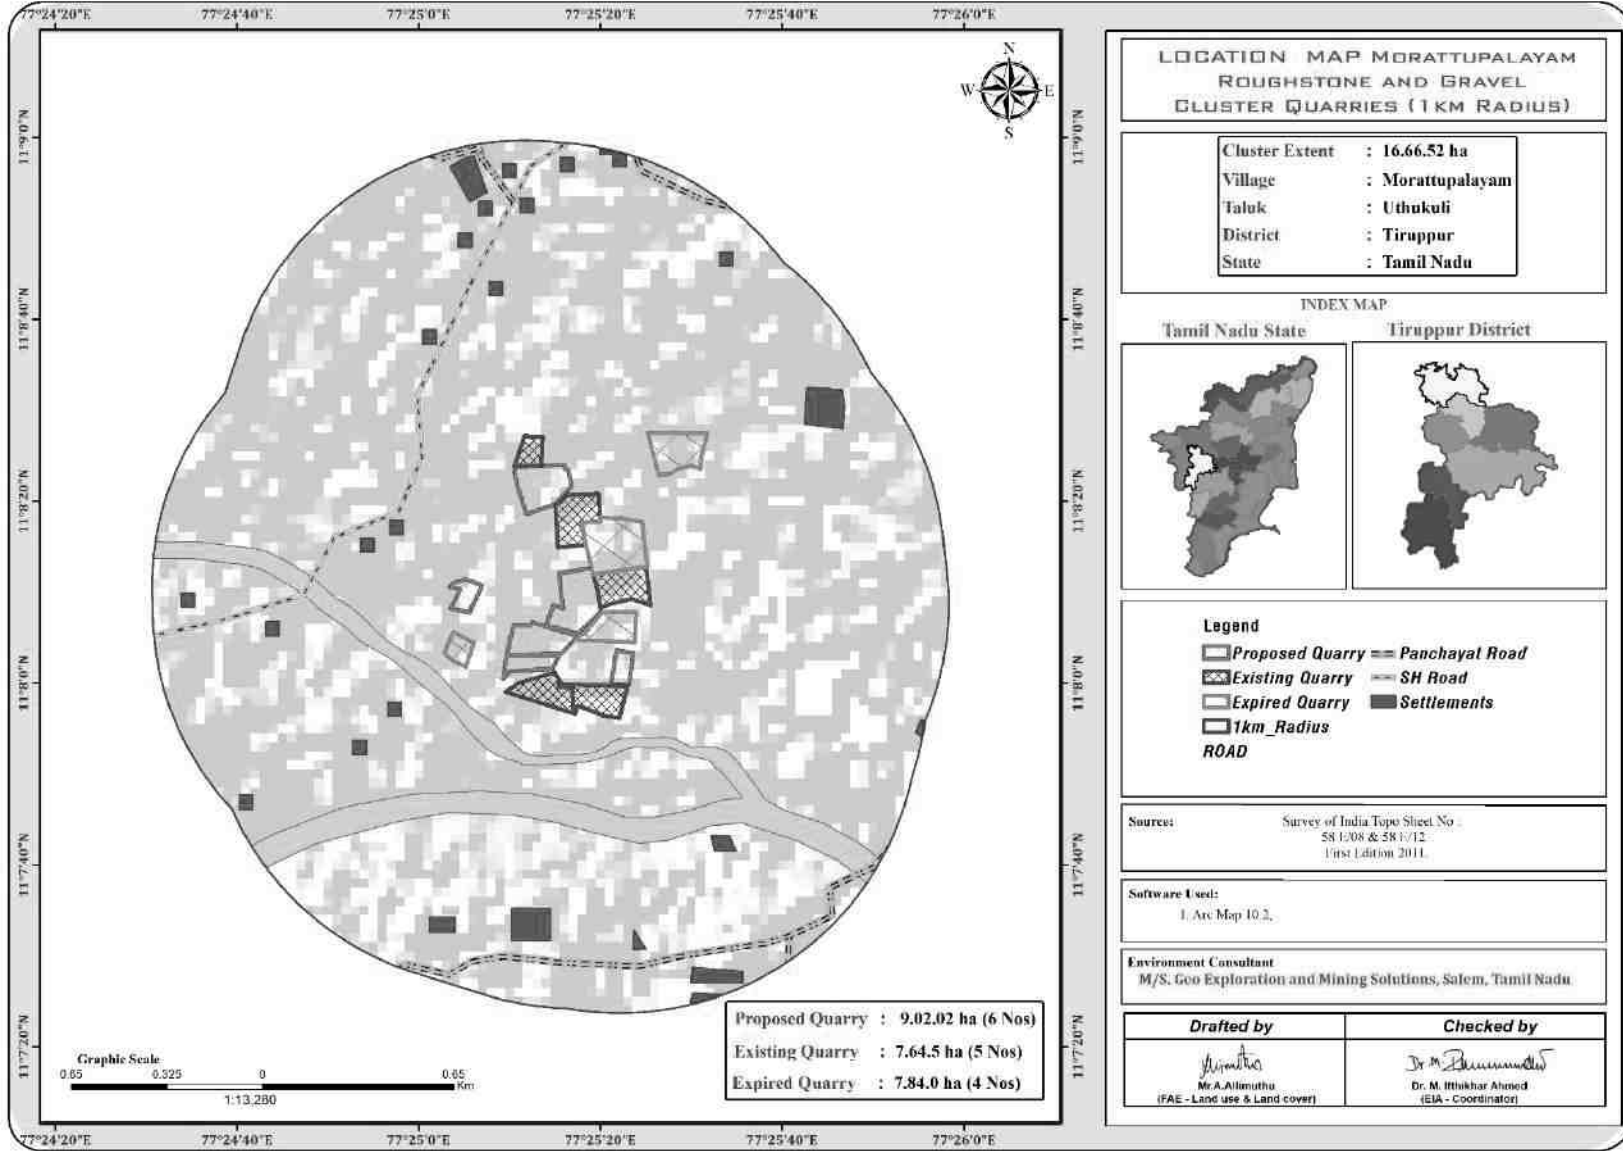 77°24'20"E 77°24'40"E 77°25'0"E 77°25'20"E 77°25'40"E 77°26'0"E
N
W E
S
11°9'0"N 11°9'0"N
11°8'40"N 11°8'40"N
11°8'20"N 11°8'20"N
11°8'0"N 11°8'0"N
11°7'40"N 11°7'40"N
11°7'20"N 11°7'20"N
Proposed Quarry : 9.02.02 ha (6 Nos)
Existing Quarry : 7.64.5 ha (5 Nos)
Expired Quarry : 7.84.0 ha (4 Nos)
Graphic Scale
0.65 0.325 0 0.65
Km
1:13,280
77°24'20"E 77°24'40"E 77°25'0"E 77°25'20"E 77°25'40"E 77°26'0"E
LOCATION MAP MORATTUPALAYAM
ROUGHSTONE AND GRAVEL
CLUSTER QUARRIES (1KM RADIUS)
Cluster Extent : 16.66.52 ha
Village : Morattupalayam
Taluk : Uthukuli
District : Tiruppur
State : Tamil Nadu
INDEX MAP
Tamil Nadu State Tiruppur District
Legend
Proposed Quarry Panchayat Road
Existing Quarry SH Road
Expired Quarry Settlements
1km_Radius
ROAD
Source: Survey of India Topo Sheet No :
58 E/08 & 58 E/12
First Edition 2011.
Software Used:
1. Arc Map 10.2,
Environment Consultant
M/S. Geo Exploration and Mining Solutions, Salem, Tamil Nadu
Drafted by Checked by
Mr.A.Allimuthu Dr. M. Ifthikhar Ahmed
(FAE - Land use & Land cover) (EIA - Coordinator)